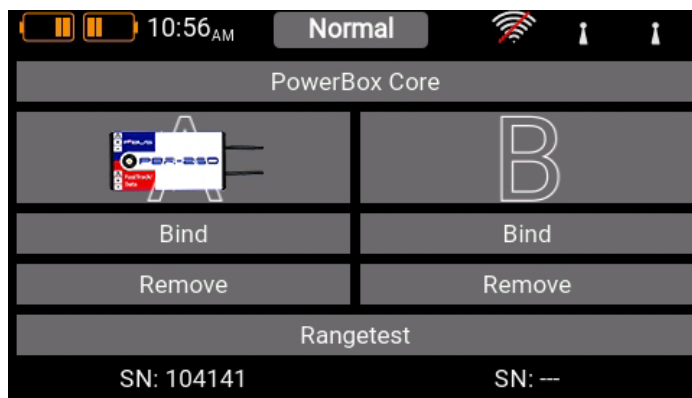 10:56AM Normal
PowerBox Core
A B
PBR-26D
Bind Bind
Remove Remove
Rangetest
SN: 104141 SN: ---